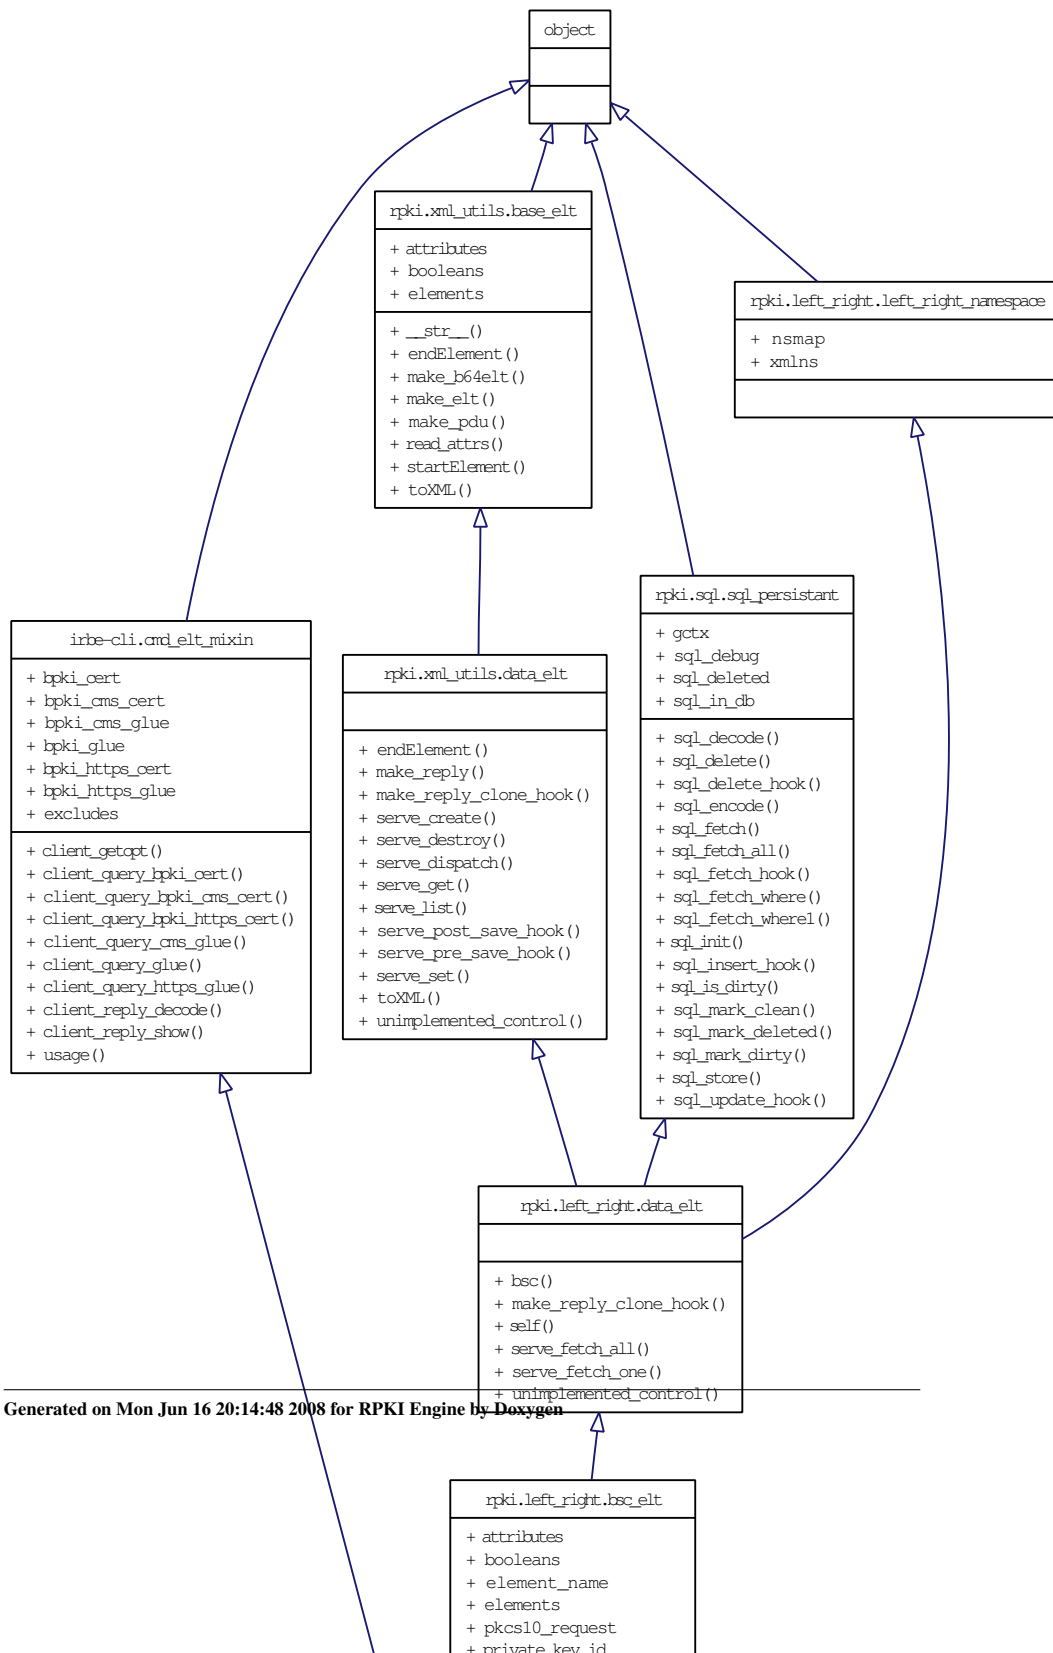 object
rpki.xml_utils.base_elt
+ attributes
+ booleans
+ elements
+ __str__()
+ endElement()
+ make_b64elt()
+ make_elt()
+ make_pdu()
+ read_attrs()
+ startElement()
+ toXML()
rpki.left_right.left_right_namespace
+ nsmap
+ xmlns
rpki.sql.sql_persistant
+ gctx
+ sql_debug
+ sql_deleted
+ sql_in_db
+ sql_decode()
+ sql_delete()
+ sql_delete_hook()
+ sql_encode()
+ sql_fetch()
+ sql_fetch_all()
+ sql_fetch_hook()
+ sql_fetch_where()
+ sql_fetch_where1()
+ sql_init()
+ sql_insert_hook()
+ sql_is_dirty()
+ sql_mark_clean()
+ sql_mark_deleted()
+ sql_mark_dirty()
+ sql_store()
+ sql_update_hook()
irbe-cli.cmd_elt_mixin
+ bpki_cert
+ bpki_cms_cert
+ bpki_cms_glue
+ bpki_glue
+ bpki_https_cert
+ bpki_https_glue
+ excludes
+ client_getopt()
+ client_query_bpki_cert()
+ client_query_bpki_cms_cert()
+ client_query_bpki_https_cert()
+ client_query_cms_glue()
+ client_query_glue()
+ client_query_https_glue()
+ client_reply_decode()
+ client_reply_show()
+ usage()
rpki.xml_utils.data_elt
+ endElement()
+ make_reply()
+ make_reply_clone_hook()
+ serve_create()
+ serve_destroy()
+ serve_dispatch()
+ serve_get()
+ serve_list()
+ serve_post_save_hook()
+ serve_pre_save_hook()
+ serve_set()
+ toXML()
+ unimplemented_control()
rpki.left_right.data_elt
+ bsc()
+ make_reply_clone_hook()
+ self()
+ serve_fetch_all()
+ serve_fetch_one()
+ unimplemented_control()
Generated on Mon Jun 16 20:14:48 2008 for RPKI Engine by Doxygen
rpki.left_right.bsc_elt
+ attributes
+ booleans
+ element_name
+ elements
+ pkcs10_request
+ private_key_id